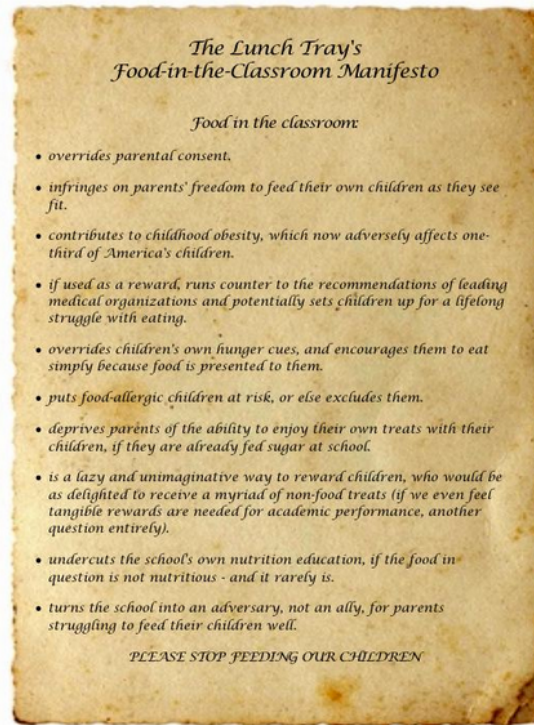 The Lunch Tray's
Food-in-the-Classroom Manifesto
Food in the classroom:
• overrides parental consent.
• infringes on parents' freedom to feed their own children as they see
fit.
• contributes to childhood obesity, which now adversely affects one-
third of America's children.
• if used as a reward, runs counter to the recommendations of leading
medical organizations and potentially sets children up for a lifelong
struggle with eating.
• overrides children's own hunger cues, and encourages them to eat
simply because food is presented to them.
• puts food-allergic children at risk, or else excludes them.
• deprives parents of the ability to enjoy their own treats with their
children, if they are already fed sugar at school.
• is a lazy and unimaginative way to reward children, who would be
as delighted to receive a myriad of non-food treats (if we even feel
tangible rewards are needed for academic performance, another
question entirely).
• undercuts the school's own nutrition education, if the food in
question is not nutritious - and it rarely is.
• turns the school into an adversary, not an ally, for parents
struggling to feed their children well.
PLEASE STOP FEEDING OUR CHILDREN